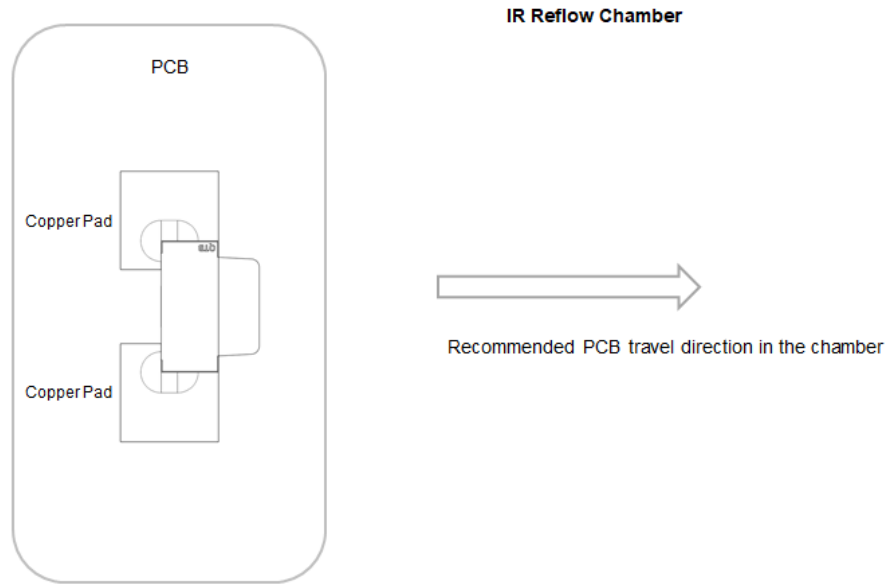 IR Reflow Chamber
PCB
Copper Pad
Recommended PCB travel direction in the chamber
Copper Pad